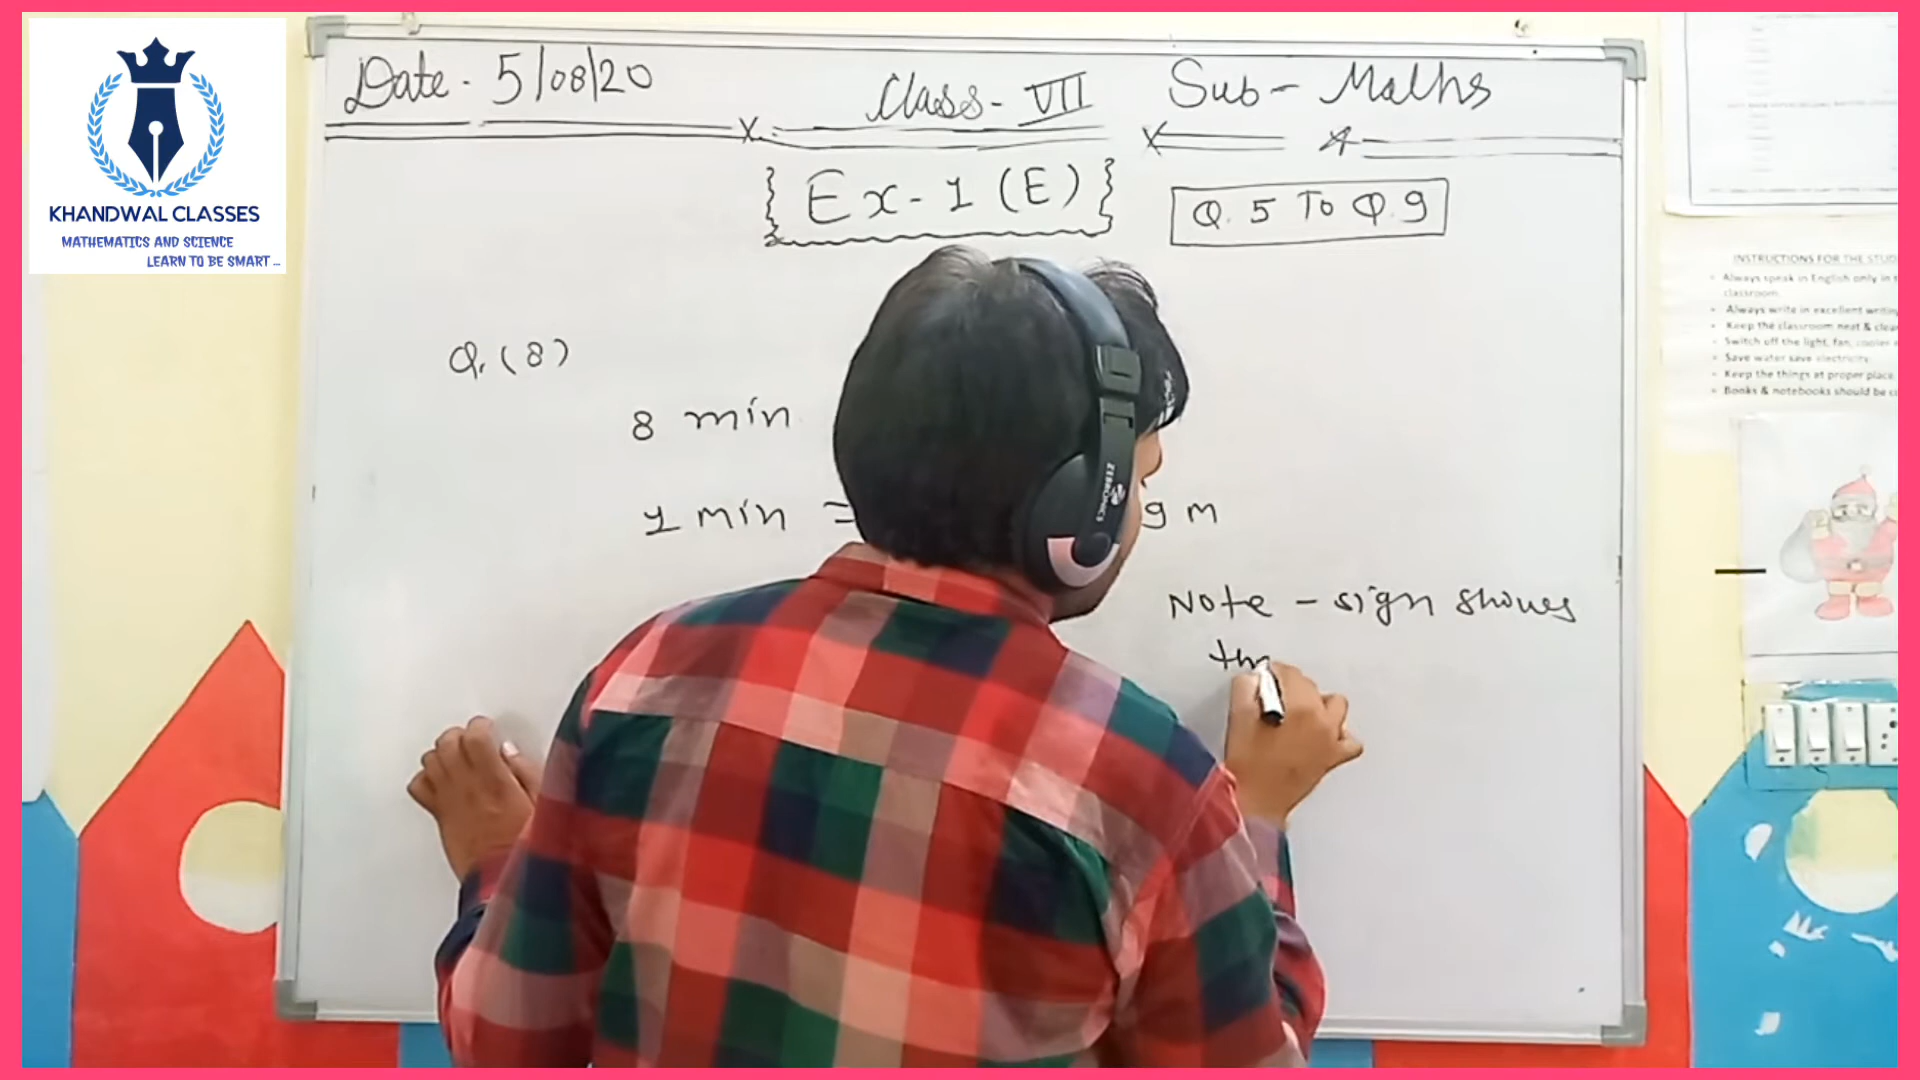 KHANDWAL CLASSES
MATHEMATICS AND SCIENCE
LEARN TO BE SMART ...
Date - 5/08/20 Class - VII Sub - Maths
Ex - 1 (E) Q. 5 To Q. 9
Q. (8)
8 min
1 min = 9 m
Note - sign shows
th
ZEBRONICS
INSTRUCTIONS FOR THE
Always speak in English only in
classroom.
Always write in excellent
Keep the classroom neat &
Switch off the light, fan, cooler
Save water save electricity.
Keep the things at proper place.
Books & notebooks should be